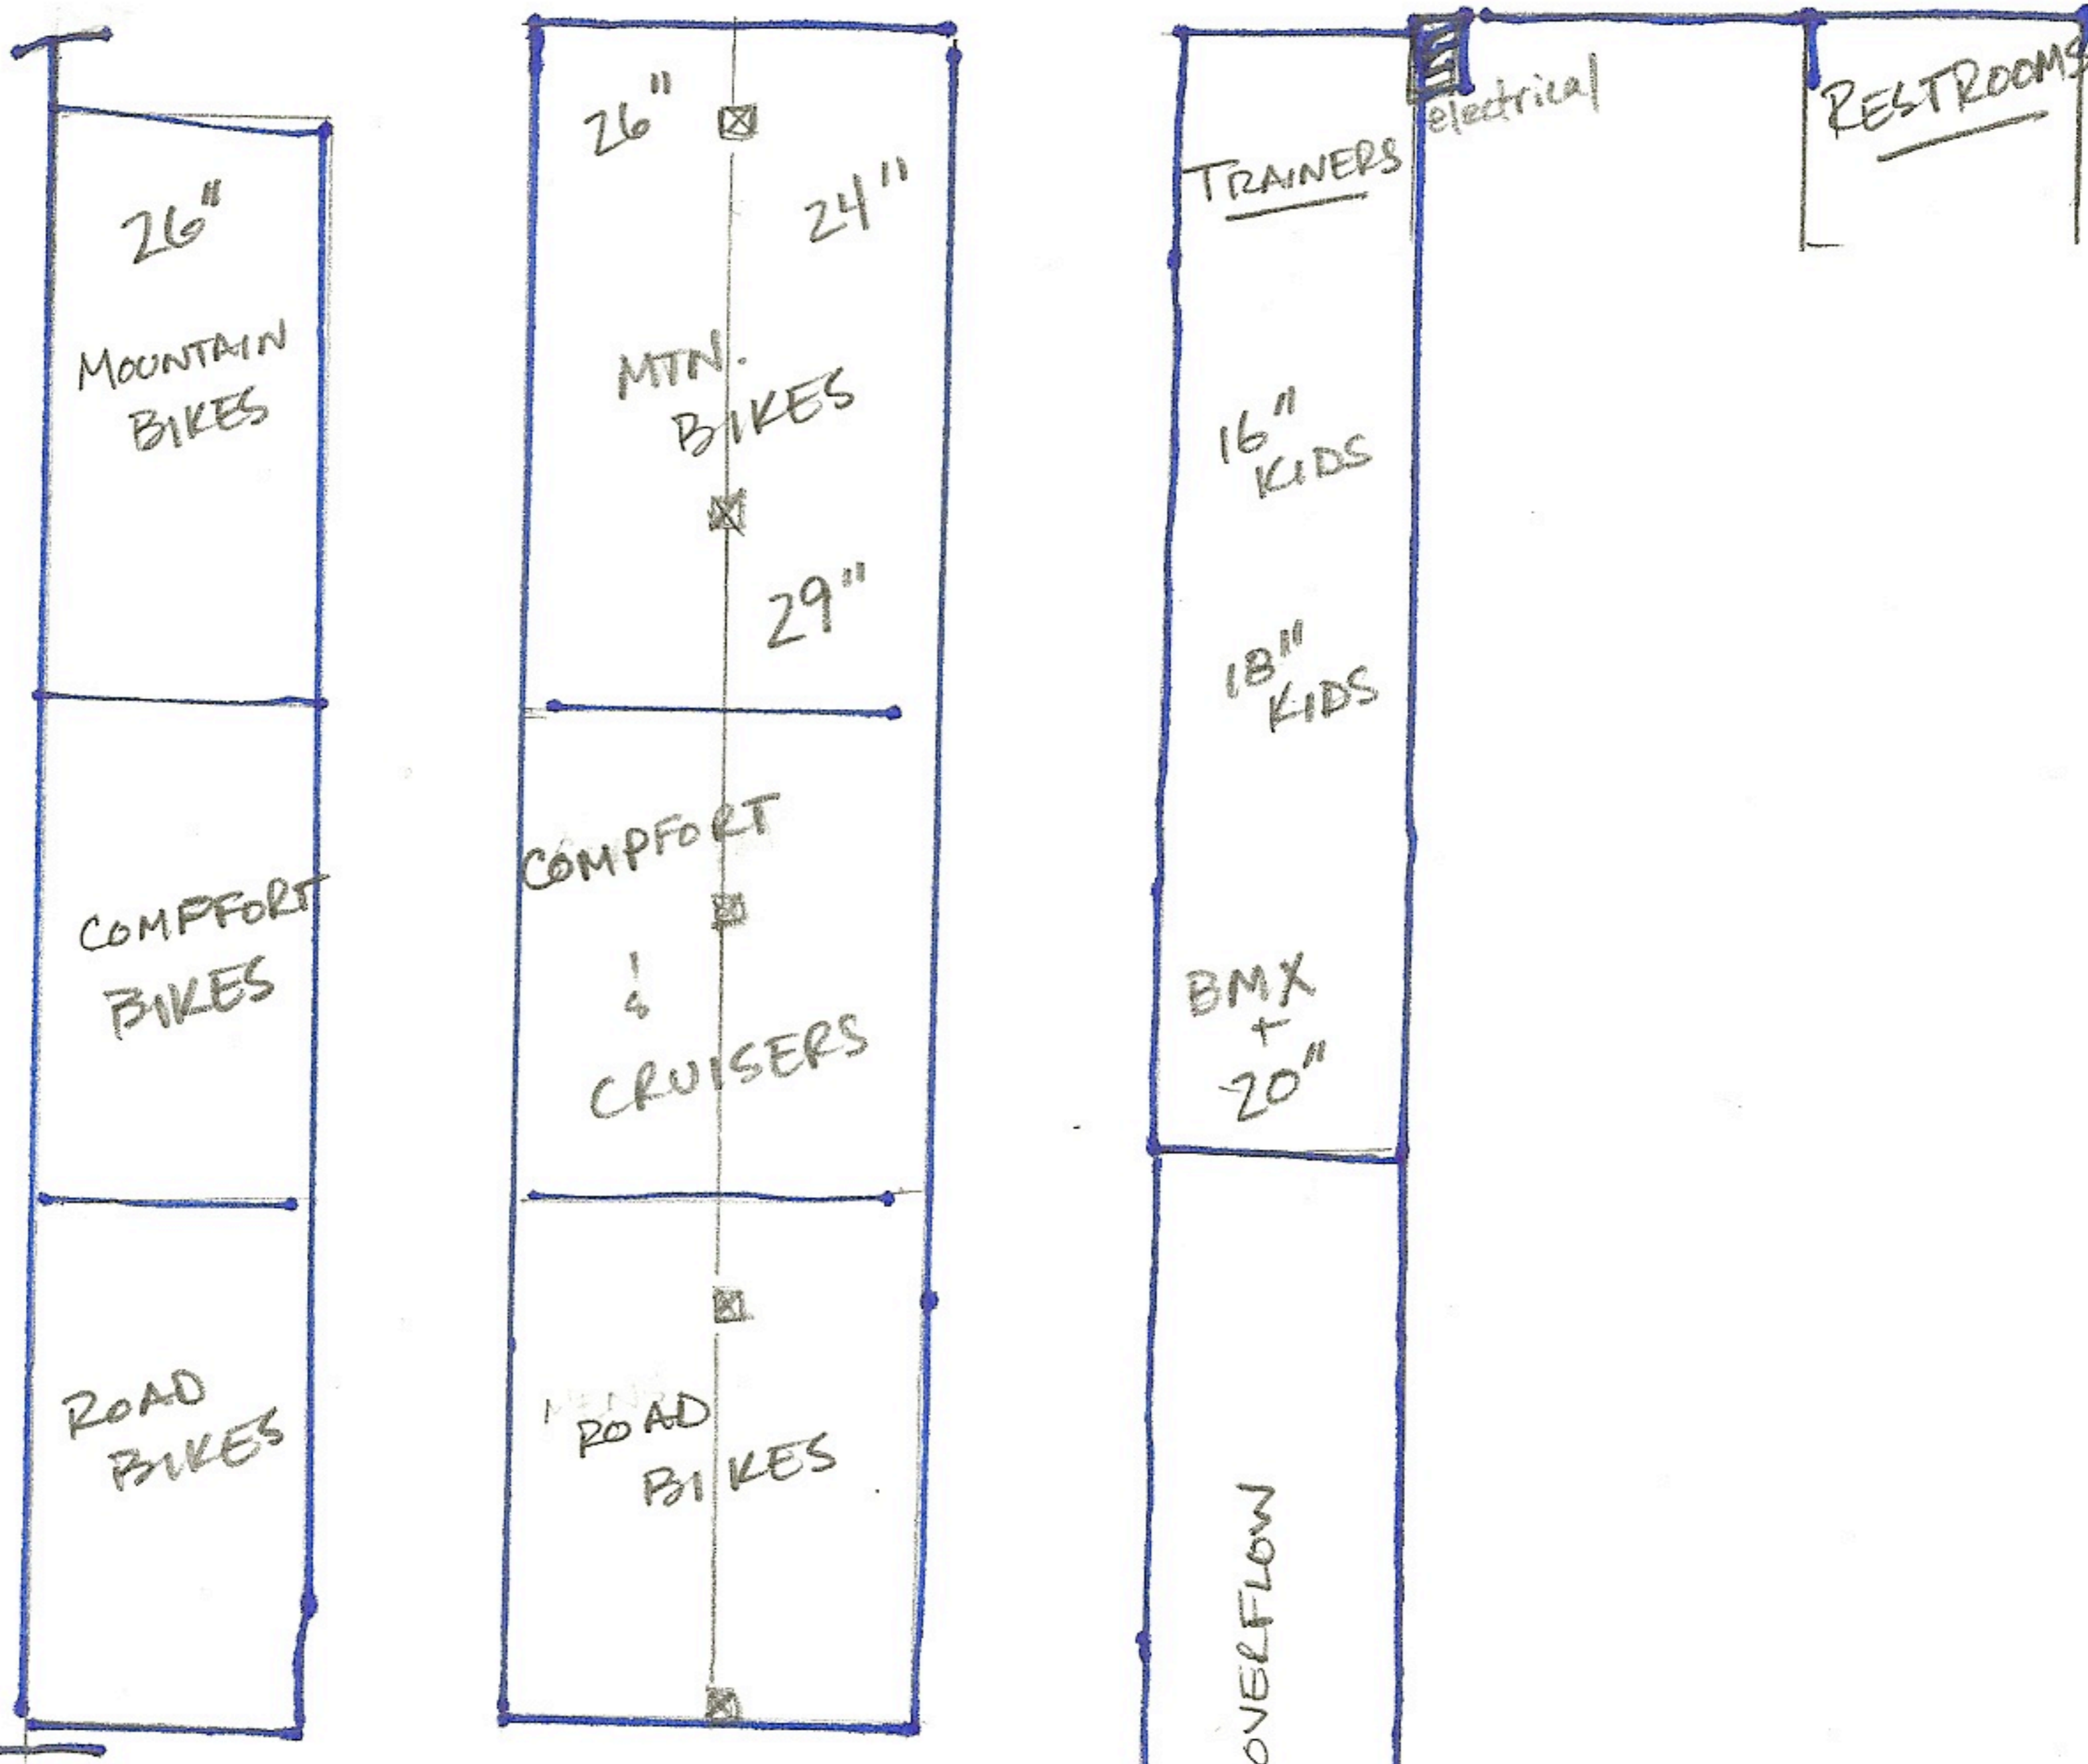 26"
MOUNTAIN
BIKES
COMPFORT
BIKES
ROAD
BIKES
26"
24"
MTN.
BIKES
29"
COMPFORT
&
CRUISERS
ROAD
BIKES
TRAINERS
16"
KIDS
18"
KIDS
BMX
+
20"
OVERFLOW
electrical
RESTROOMS